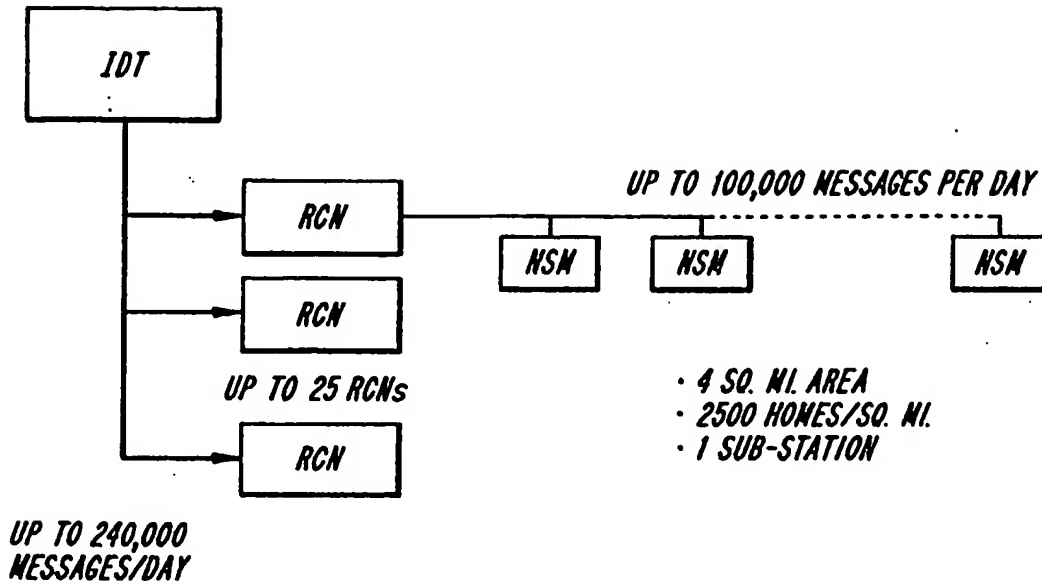 IDT
UP TO 100,000 MESSAGES PER DAY
RCN
NSM
NSM
NSM
RCN
UP TO 25 RCNs
· 4 SQ. MI. AREA
· 2500 HOMES/SQ. MI.
· 1 SUB-STATION
RCN
UP TO 240,000
MESSAGES/DAY